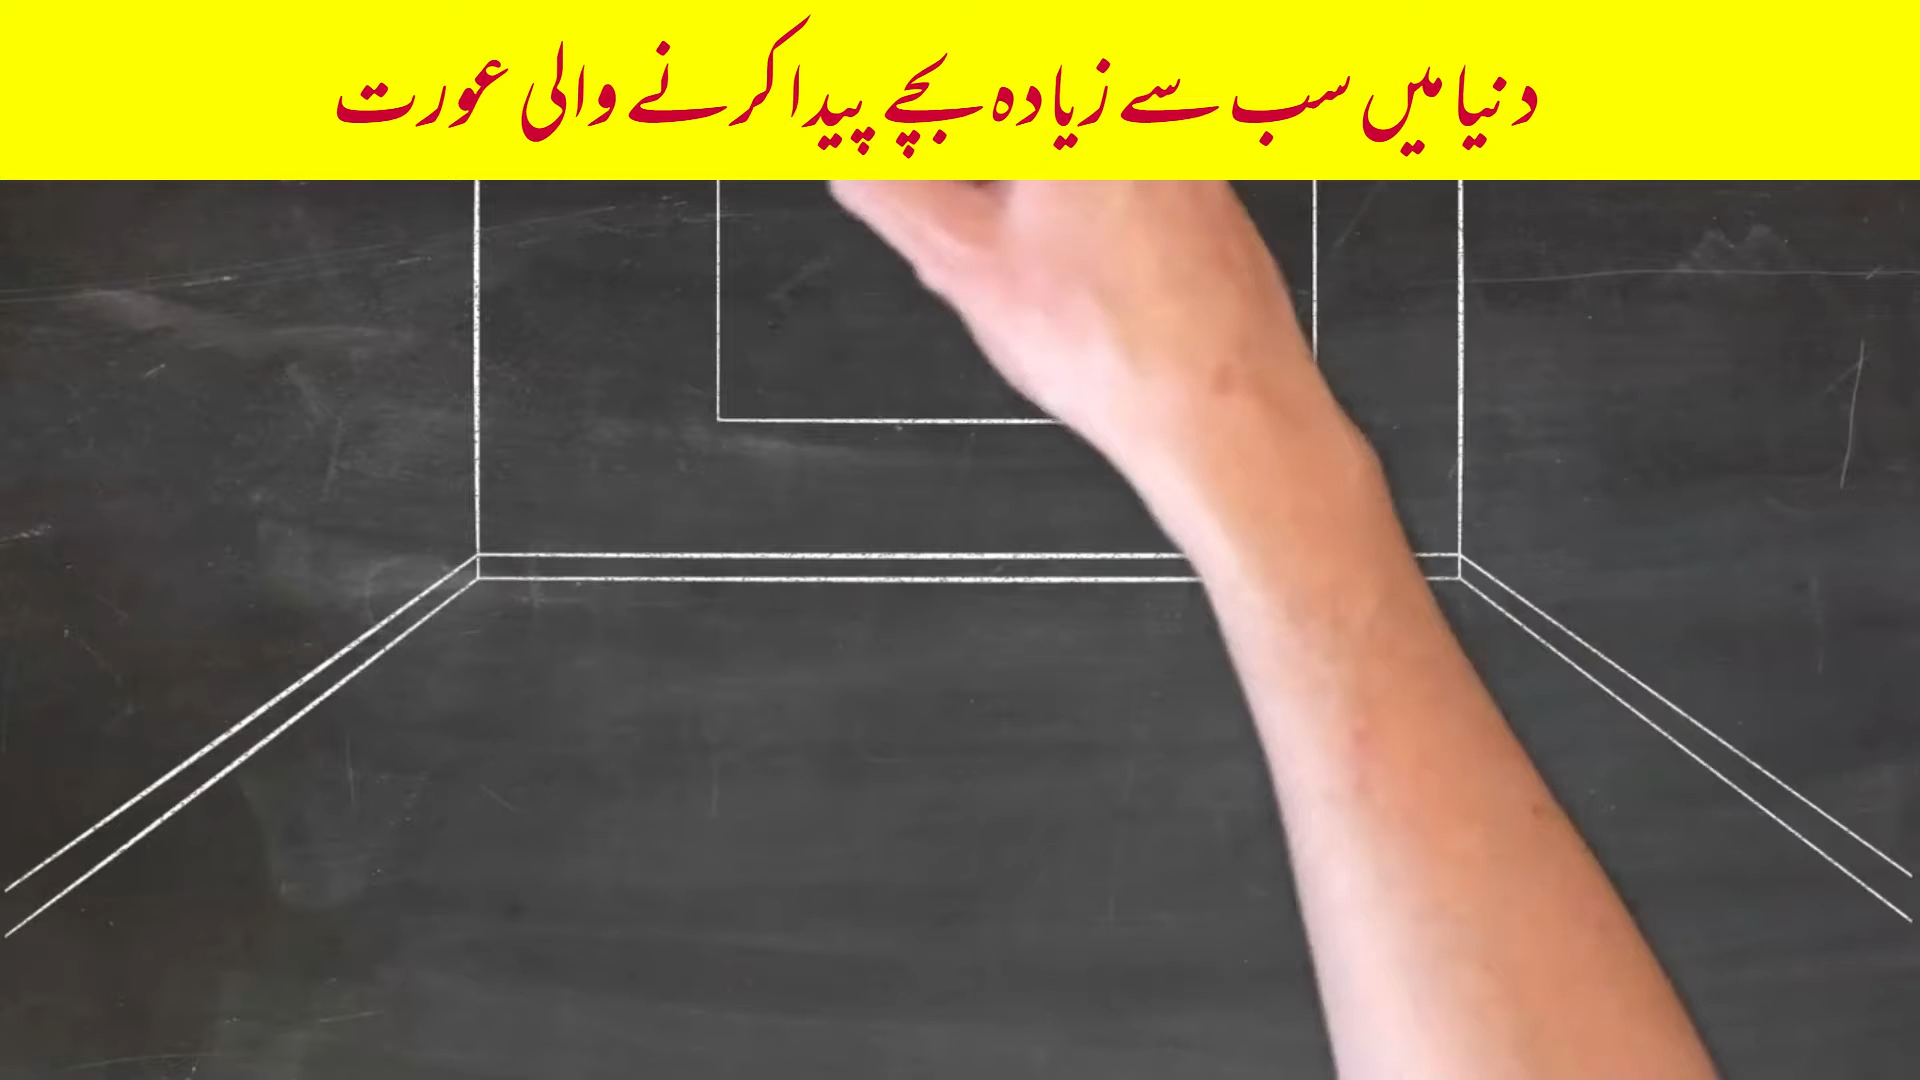 دنیا میں سب سے زیادہ بچے پیدا کرنے والی عورت